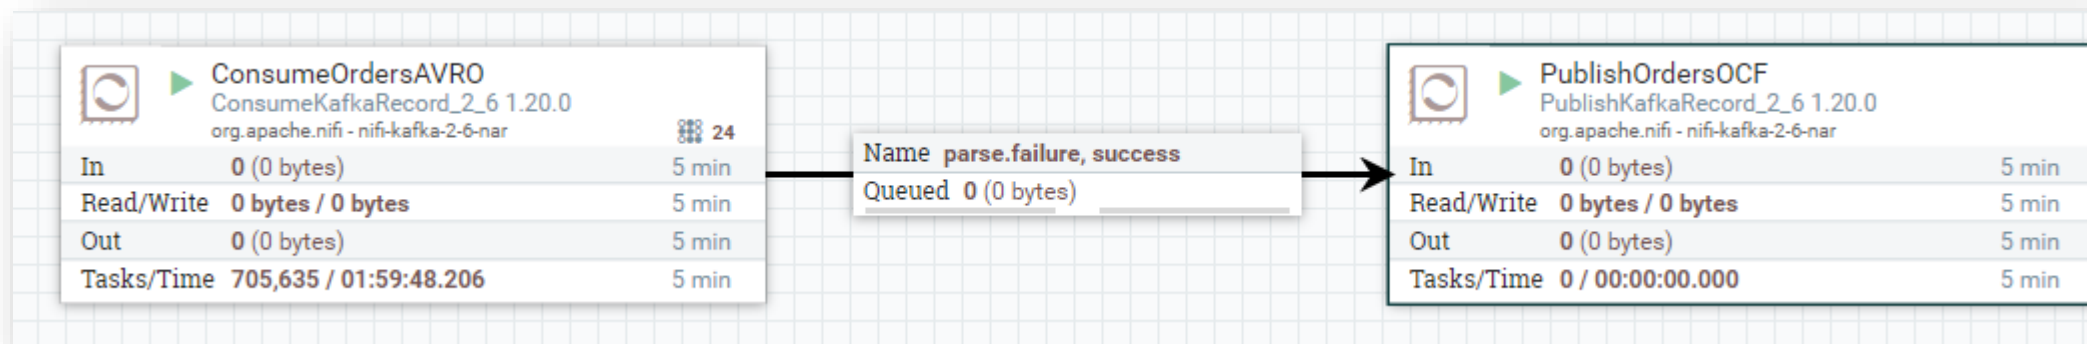 ConsumeOrdersAVRO
ConsumeKafkaRecord_2_6 1.20.0
org.apache.nifi - nifi-kafka-2-6-nar
24
In 0 (0 bytes) 5 min
Read/Write 0 bytes / 0 bytes 5 min
Out 0 (0 bytes) 5 min
Tasks/Time 705,635 / 01:59:48.206 5 min
Name parse.failure, success
Queued 0 (0 bytes)
PublishOrdersOCF
PublishKafkaRecord_2_6 1.20.0
org.apache.nifi - nifi-kafka-2-6-nar
In 0 (0 bytes) 5 min
Read/Write 0 bytes / 0 bytes 5 min
Out 0 (0 bytes) 5 min
Tasks/Time 0 / 00:00:00.000 5 min